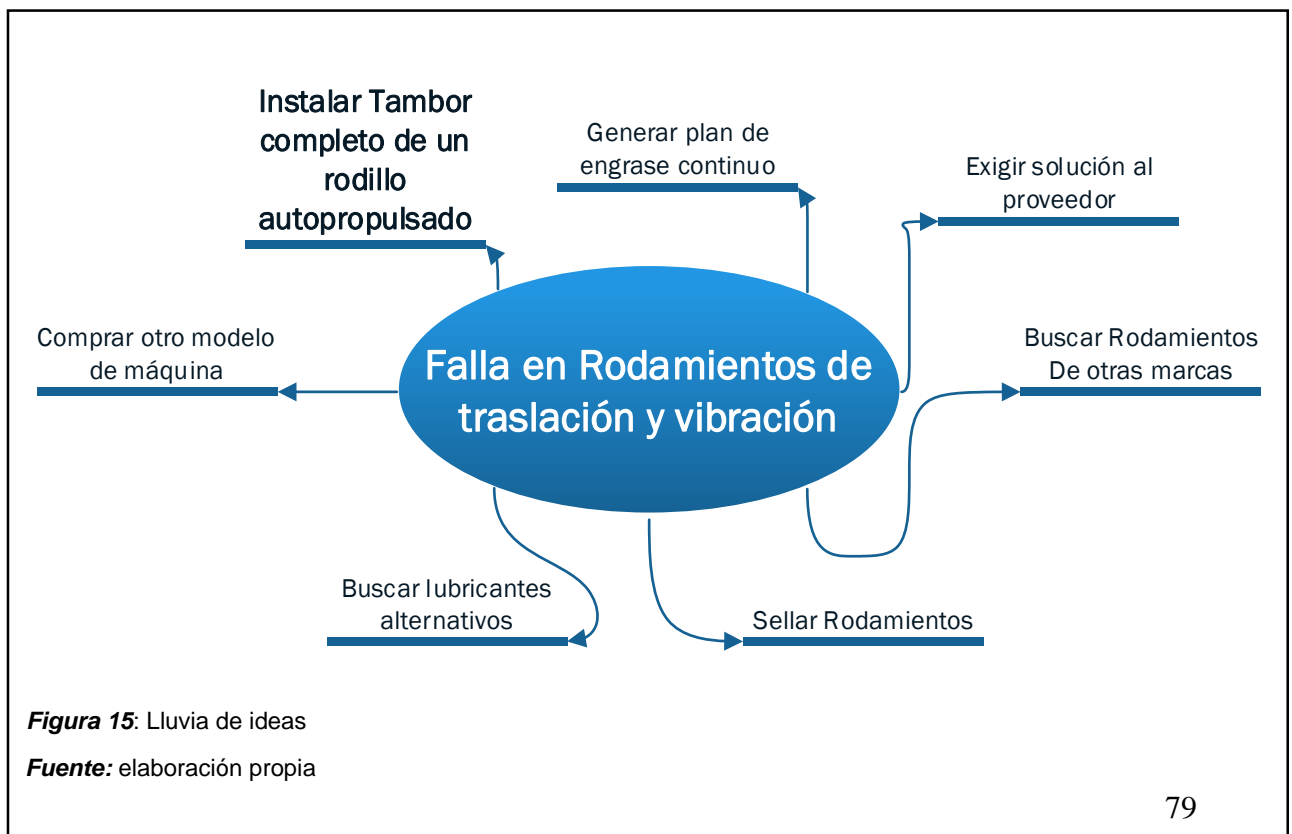 Instalar Tambor
completo de un
rodillo
autopropulsado
Generar plan de
engrase continuo
Exigir solución al
proveedor
Comprar otro modelo
de máquina
Falla en Rodamientos de
traslación y vibración
Buscar Rodamientos
De otras marcas
Buscar lubricantes
alternativos
Sellar Rodamientos
Figura 15: Lluvia de ideas
Fuente: elaboración propia
79